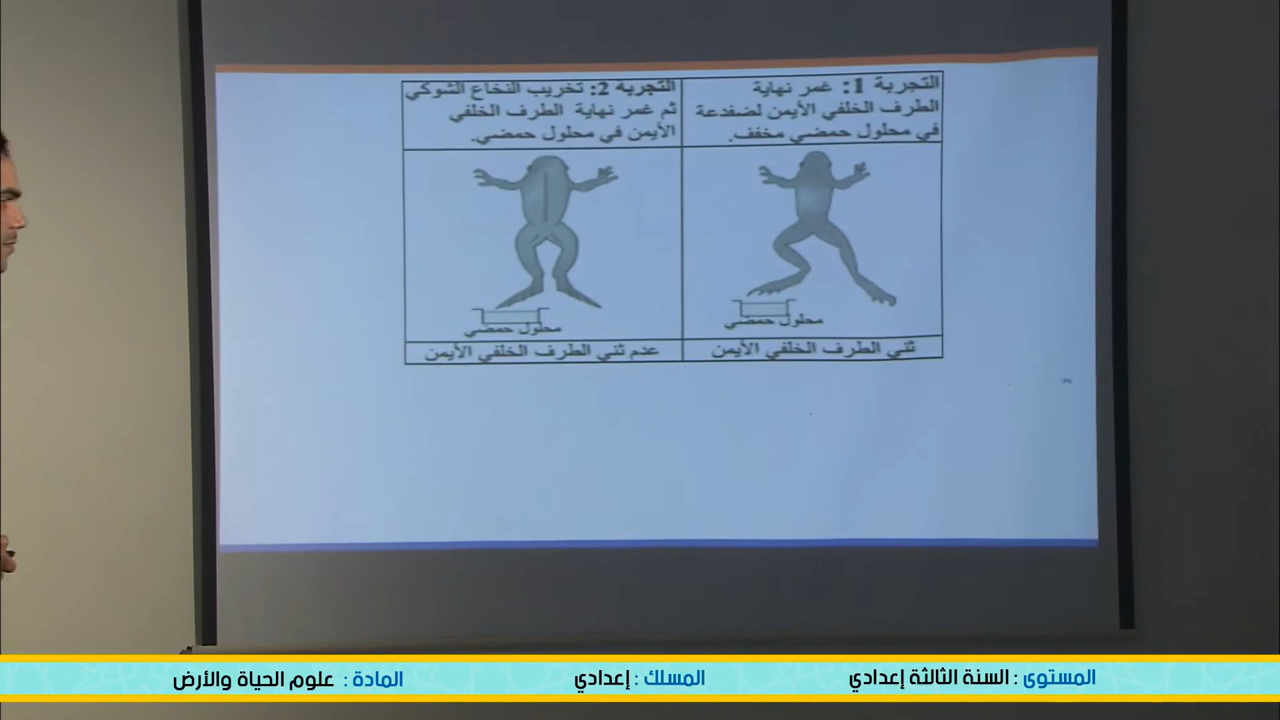 التجربة 1: غمر نهاية
الطرف الخلفي الأيمن لضفدعة
في محلول حمضي مخفف.
التجربة 2: تخريب النخاع الشوكي
ثم غمر نهاية الطرف الخلفي
الأيمن في محلول حمضي.
محلول حمضي
محلول حمضي
ثني الطرف الخلفي الأيمن
عدم ثني الطرف الخلفي الأيمن
المستوى : السنة الثالثة إعدادي
المسلك : إعدادي
المادة : علوم الحياة والأرض